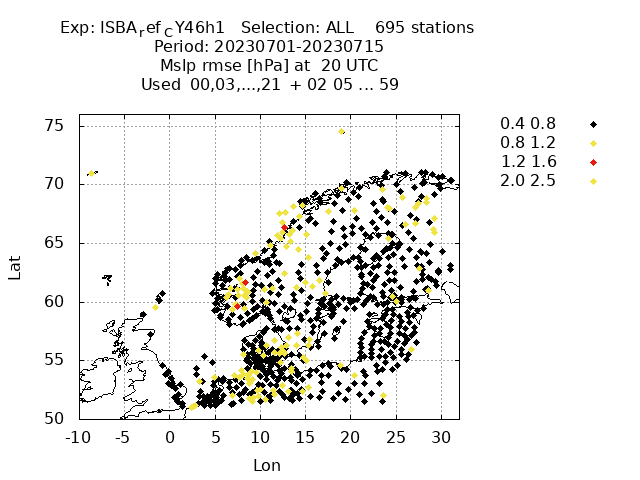 Exp: ISBAref CY46h1 Selection: ALL 695 stations
Period: 20230701-20230715
Mslp rmse [hPa] at 20 UTC
Used 00,03,...,21 + 02 05 ... 59
0.4 0.8
0.8 1.2
1.2 1.6
2.0 2.5
75
70
65
60
55
50
Lat
-10 -5 0 5 10 15 20 25 30
Lon